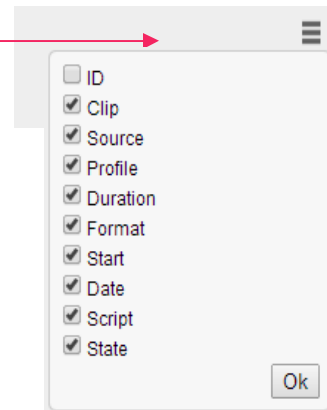 ID
Clip
Source
Profile
Duration
Format
Start
Date
Script
State
Ok